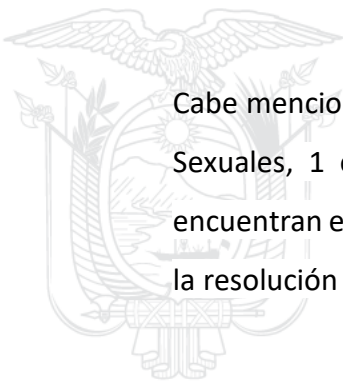 Cabe mencio
Sexuales, 1
encuentran e
la resolución